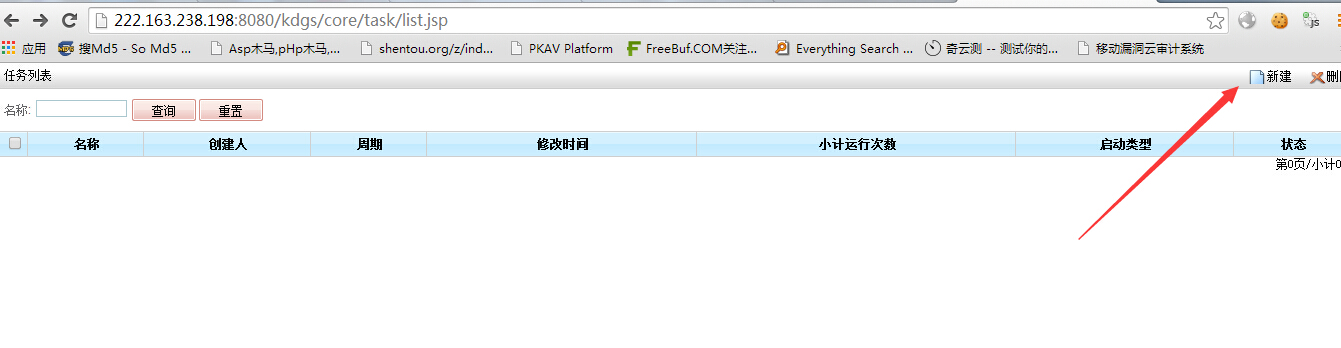 222.163.238.198:8080/kdgs/core/task/list.jsp
应用 搜Md5 - So Md5 ... Asp木马,pHp木马,... shentou.org/z/ind... PKAV Platform FreeBuf.COM关注... Everything Search ... 奇云测 -- 测试你的... 移动漏洞云审计系统
任务列表 新建 删
名称: 查询 重置
名称 创建人 周期 修改时间 小计运行次数 启动类型 状态
第0页/小计0